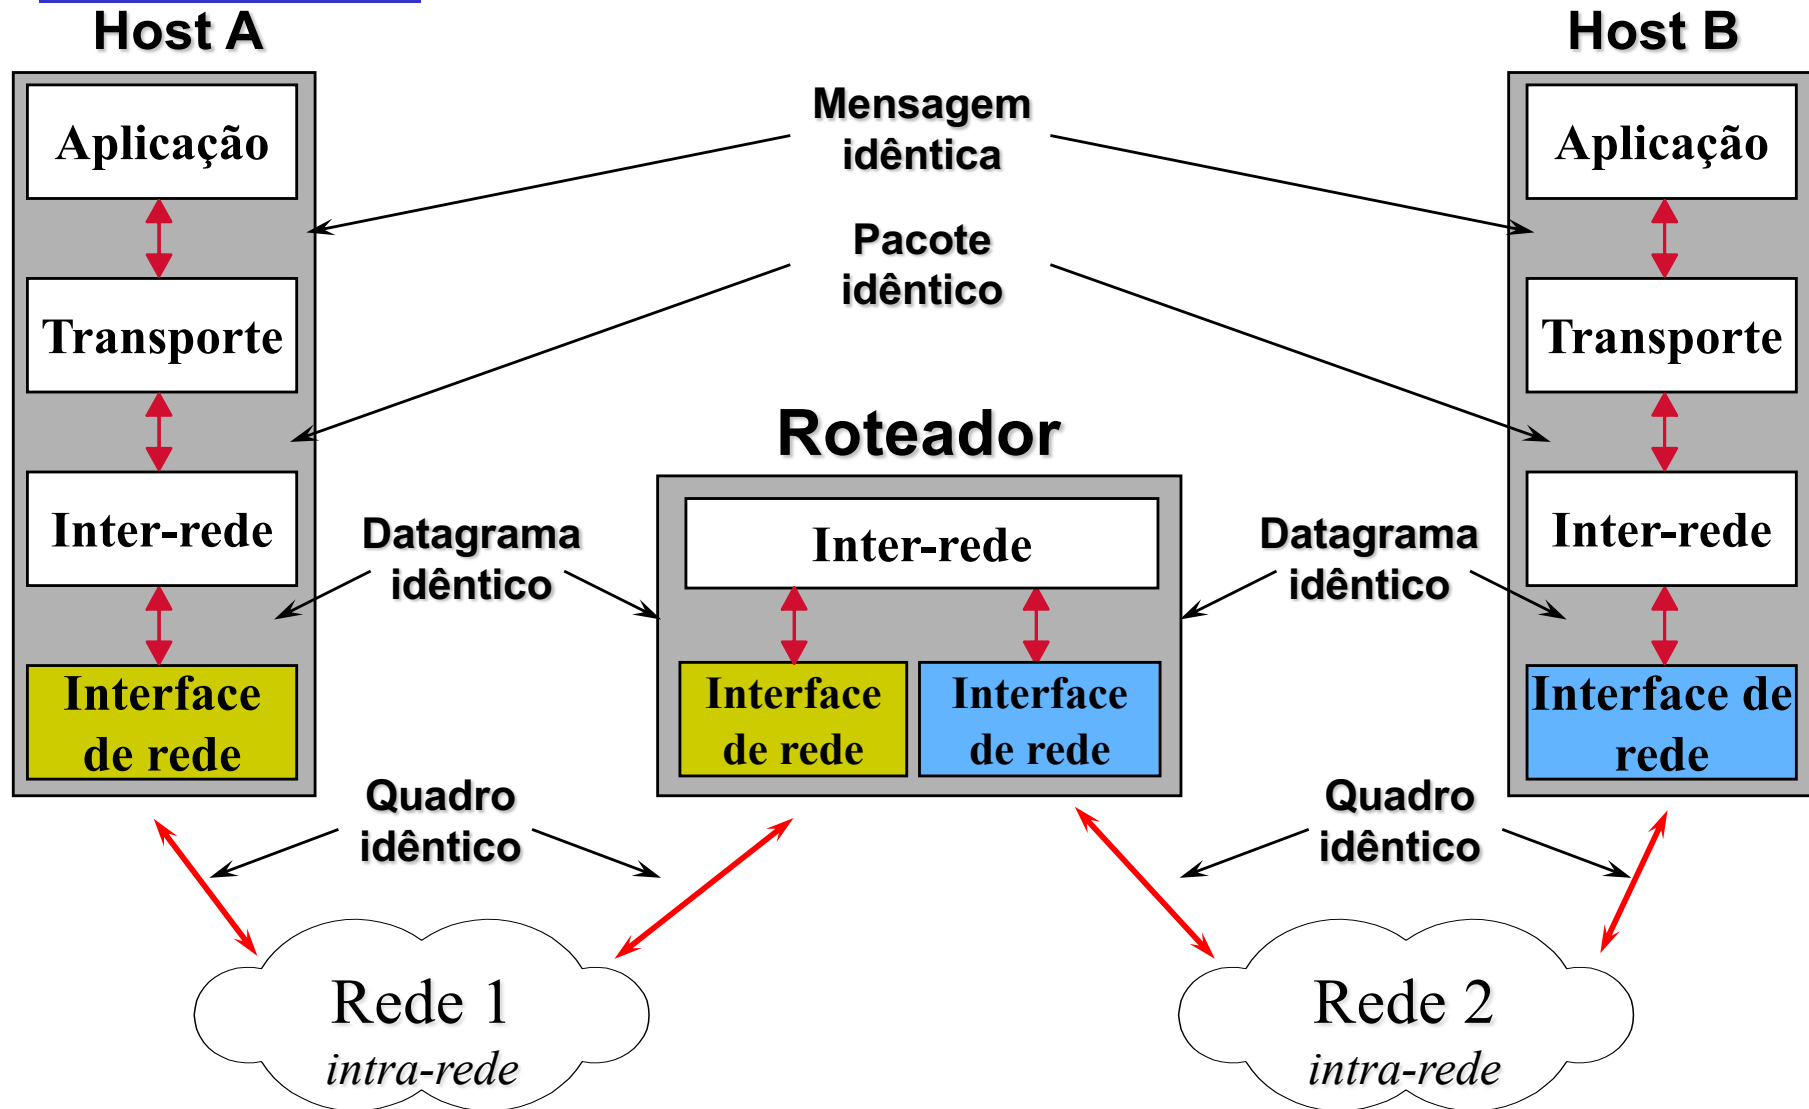 Host A
Host B
Aplicação
Mensagem
idêntica
Aplicação
Pacote
idêntico
Transporte
Transporte
Roteador
Inter-rede
Datagrama
idêntico
Inter-rede
Datagrama
idêntico
Inter-rede
Interface
de rede
Interface
de rede
Interface
de rede
Interface de
rede
Quadro
idêntico
Quadro
idêntico
Rede 1
intra-rede
Rede 2
intra-rede